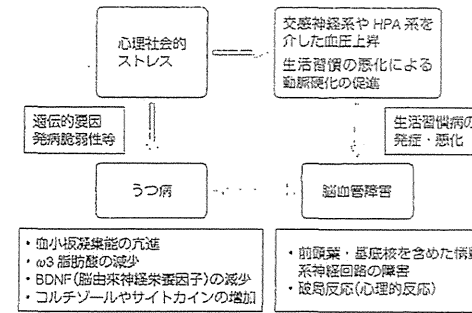 心理社会的
ストレス
交感神経系や HPA 系を
介した血圧上昇
生活習慣の悪化による
動脈硬化の促進
遺伝的要因
発病脆弱性等
生活習慣病の
発症・悪化
うつ病
脳血管障害
・血小板凝集能の亢進
・ω3 脂肪酸の減少
・BDNF(脳由来神経栄養因子)の減少
・コルチゾールやサイトカインの増加
・前頭葉・基底核を含めた情動
系神経回路の障害
・破局反応(心理的反応)